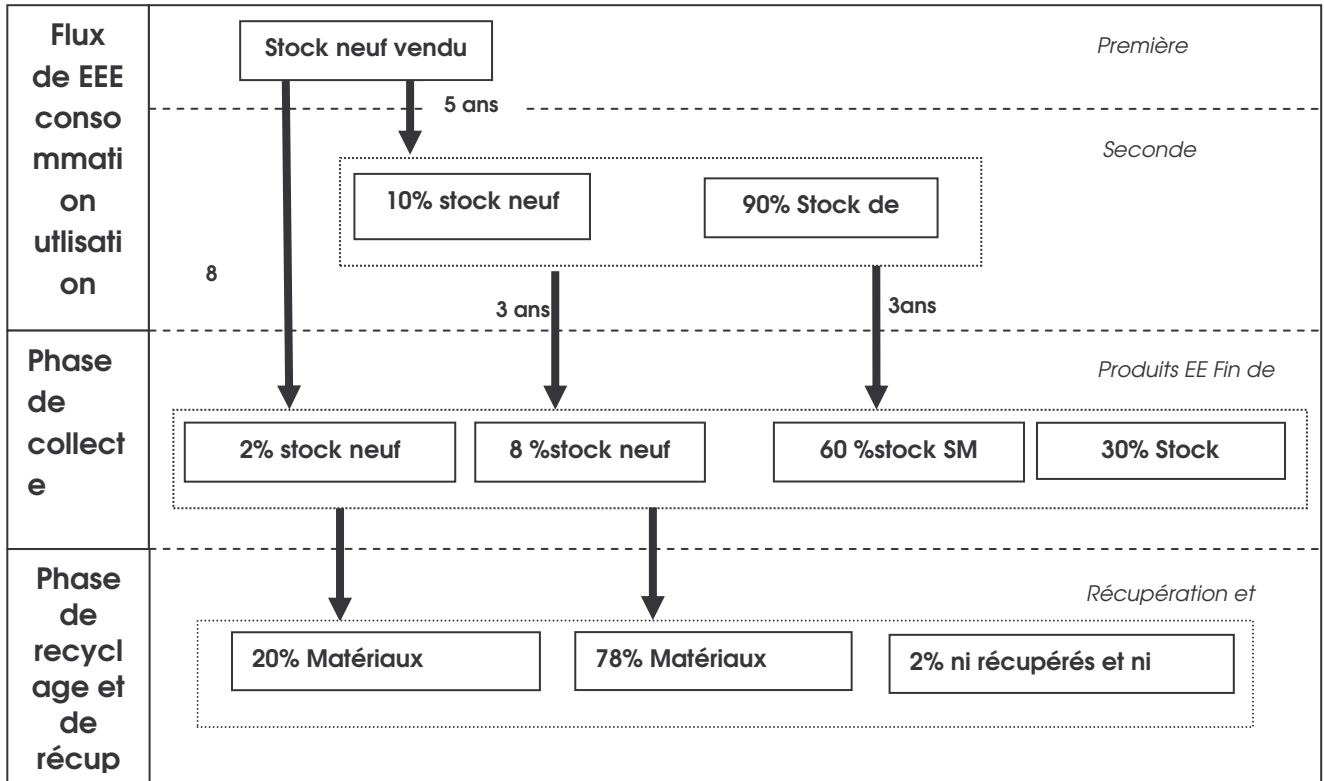 Flux
de EEE
conso
mmati
on
utlisati
on
Stock neuf vendu
Première
5 ans
Seconde
10% stock neuf
90% Stock de
8
3 ans
3ans
Phase
de
collect
e
Produits EE Fin de
2% stock neuf
8 %stock neuf
60 %stock SM
30% Stock
Phase
de
recycl
age et
de
récup
Récupération et
20% Matériaux
78% Matériaux
2% ni récupérés et ni